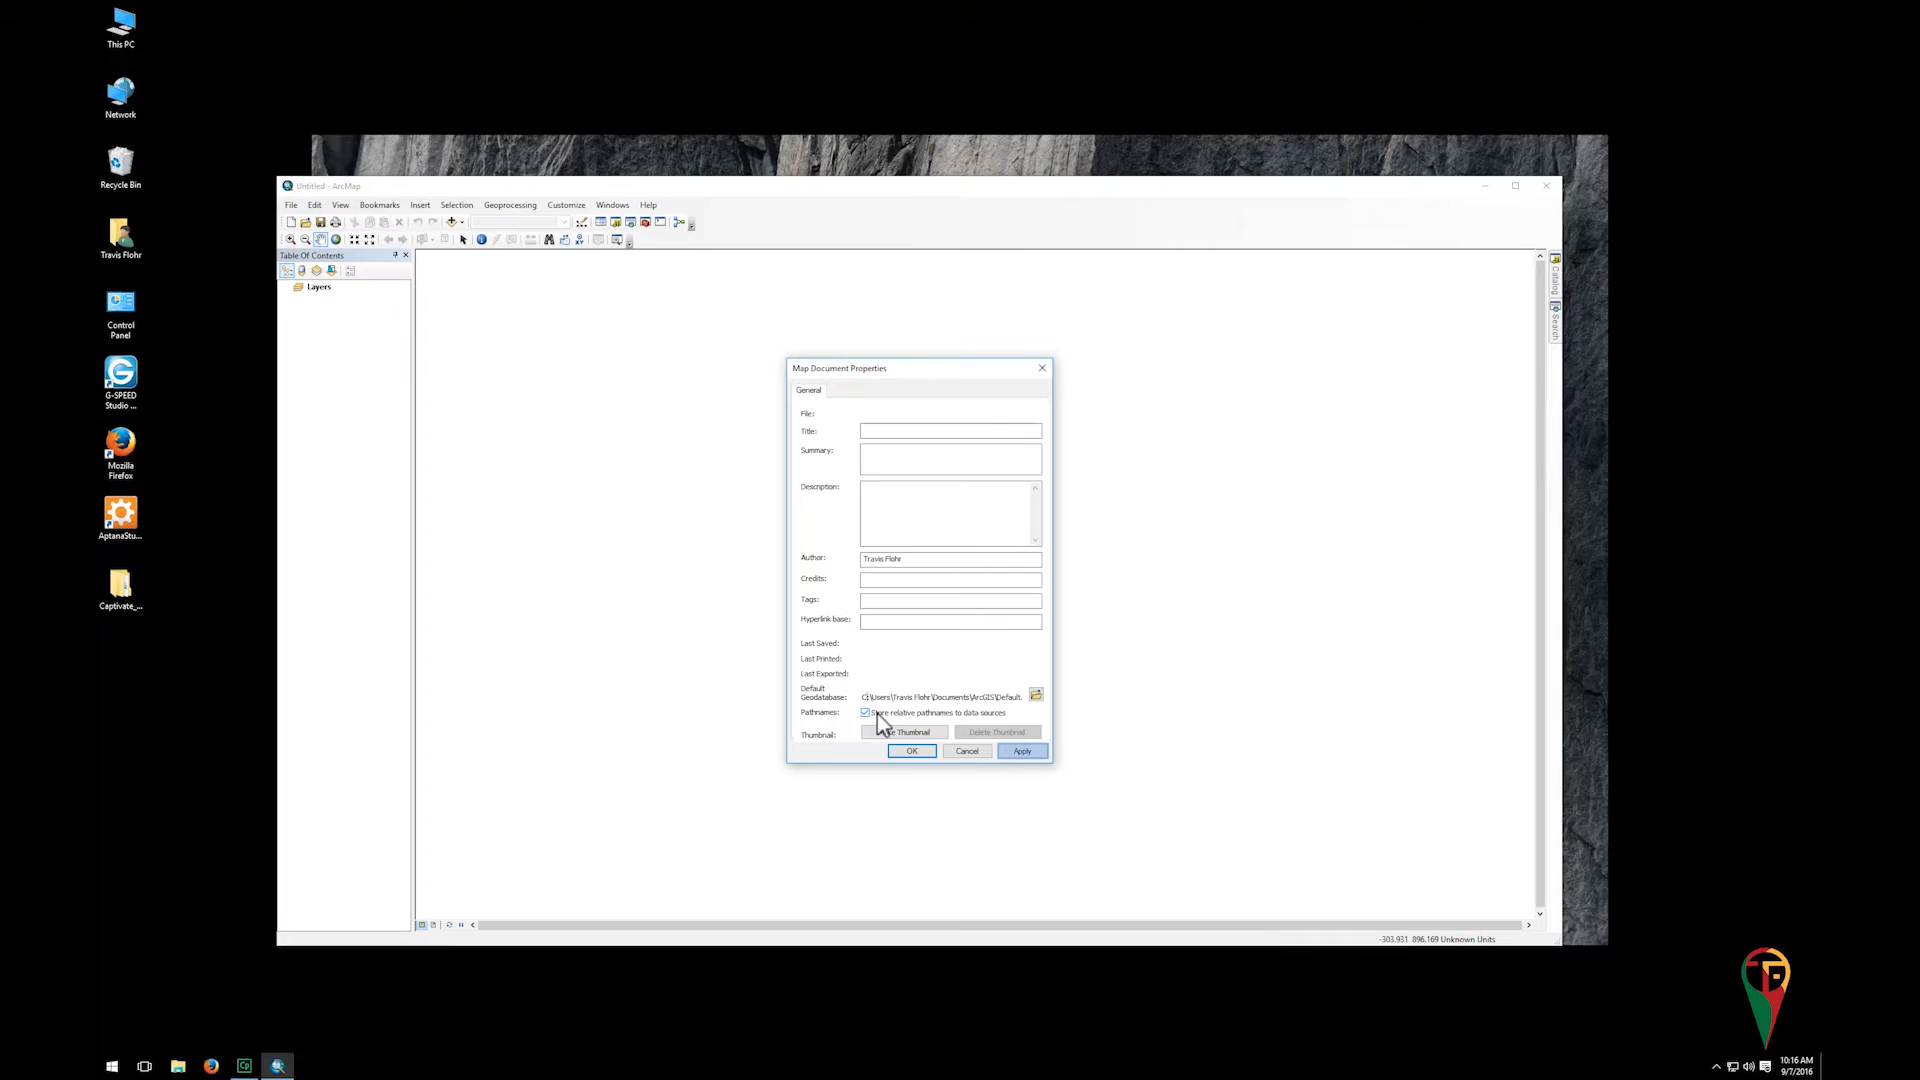 This PC
Network
Recycle Bin
Travis Flohr
Control
Panel
G-SPEED
Studio ...
Mozilla
Firefox
AptanaStu...
Captivate_...
Untitled - ArcMap
File Edit View Bookmarks Insert Selection Geoprocessing Customize Windows Help
Table Of Contents
Layers
Catalog
Search
Map Document Properties
General
File:
Title:
Summary:
Description:
Author: Travis Flohr
Credits:
Tags:
Hyperlink base:
Last Saved:
Last Printed:
Last Exported:
Default
Geodatabase: C:\Users\Travis Flohr\Documents\ArcGIS\Default.
Pathnames: relative pathnames to data sources
Thumbnail: Thumbnail Delete Thumbnail
OK Cancel Apply
-303.931 896.169 Unknown Units
Cp
10:16 AM
9/7/2016